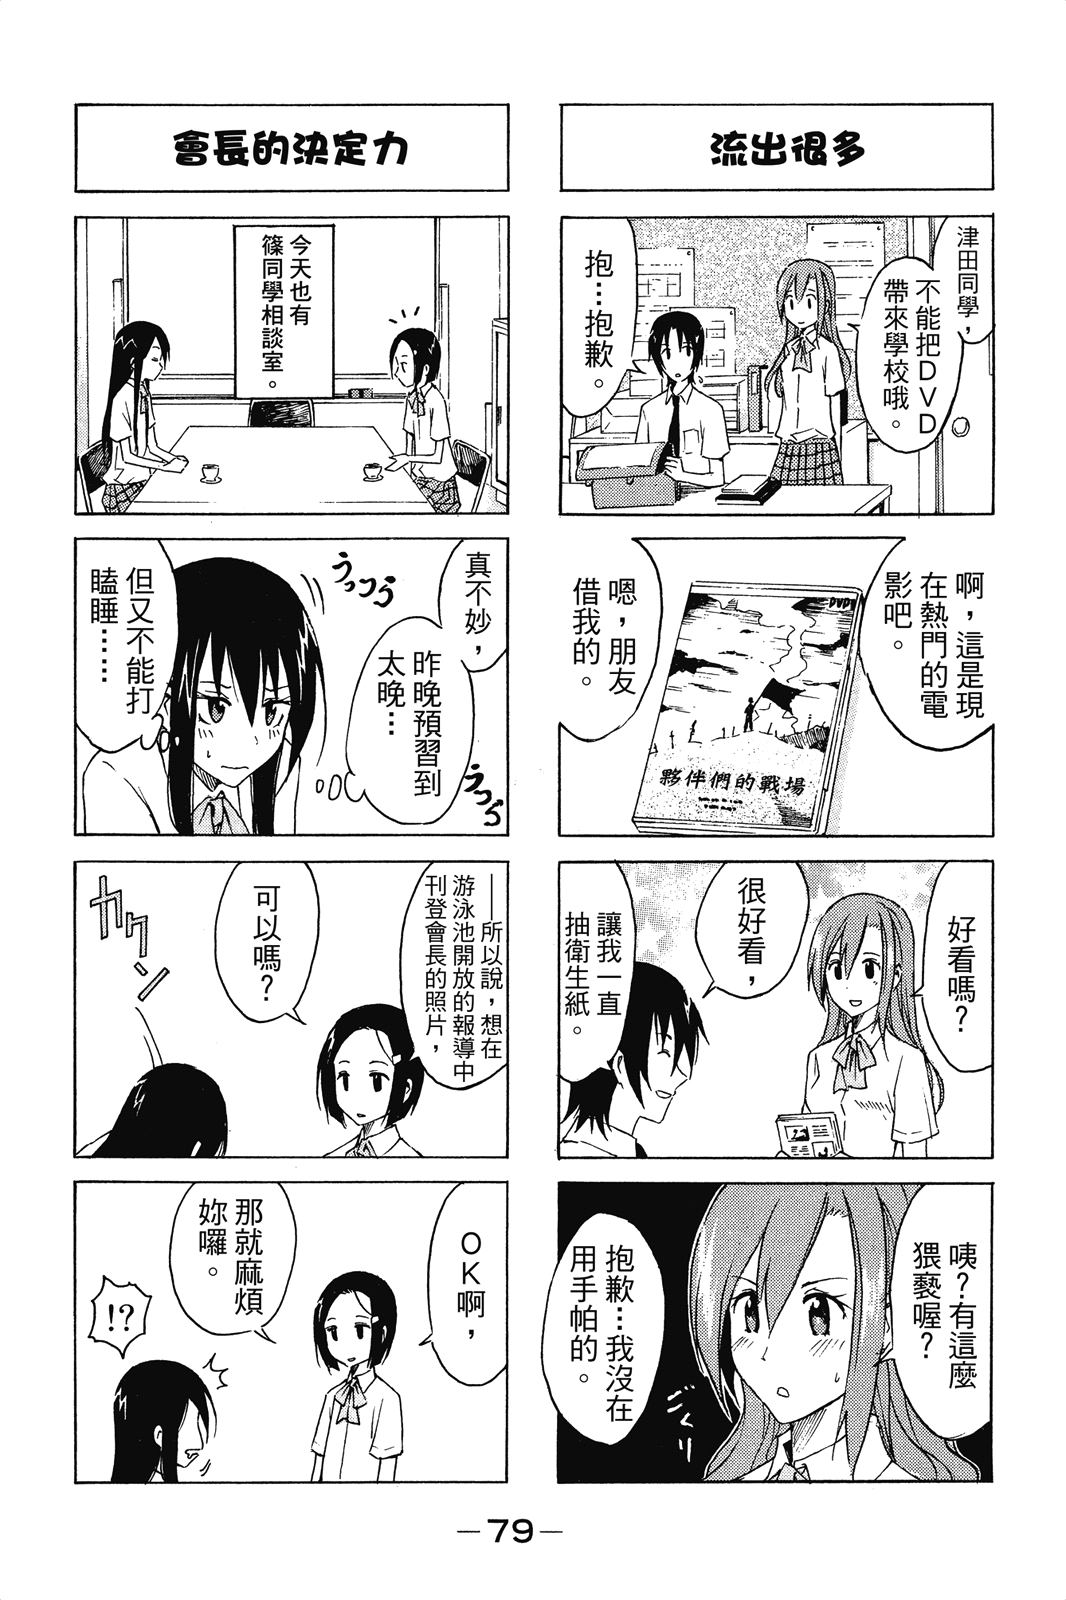 流出很多
津田同學，
不能把DVD
帶來學校哦。
抱…抱歉。
啊，這是現
在熱門的電
影吧。
嗯，朋友
借我的。
DVD
夥伴們的戰場
好看嗎？
很好看，
讓我一直
抽衛生紙。
咦？有這麼
猥褻喔？
抱歉…我沒在
用手帕的。
ごくり
會長的決定力
今天也有
篠同學相談室。
真不妙，
昨晚預習到
太晚…
但又不能打
瞌睡……
うつつら
うつら
——所以說，想在
游泳池開放的報導中
刊登會長的照片，
可以嗎？
カクン
OK啊，
那就麻煩
妳囉。
!?
—79—